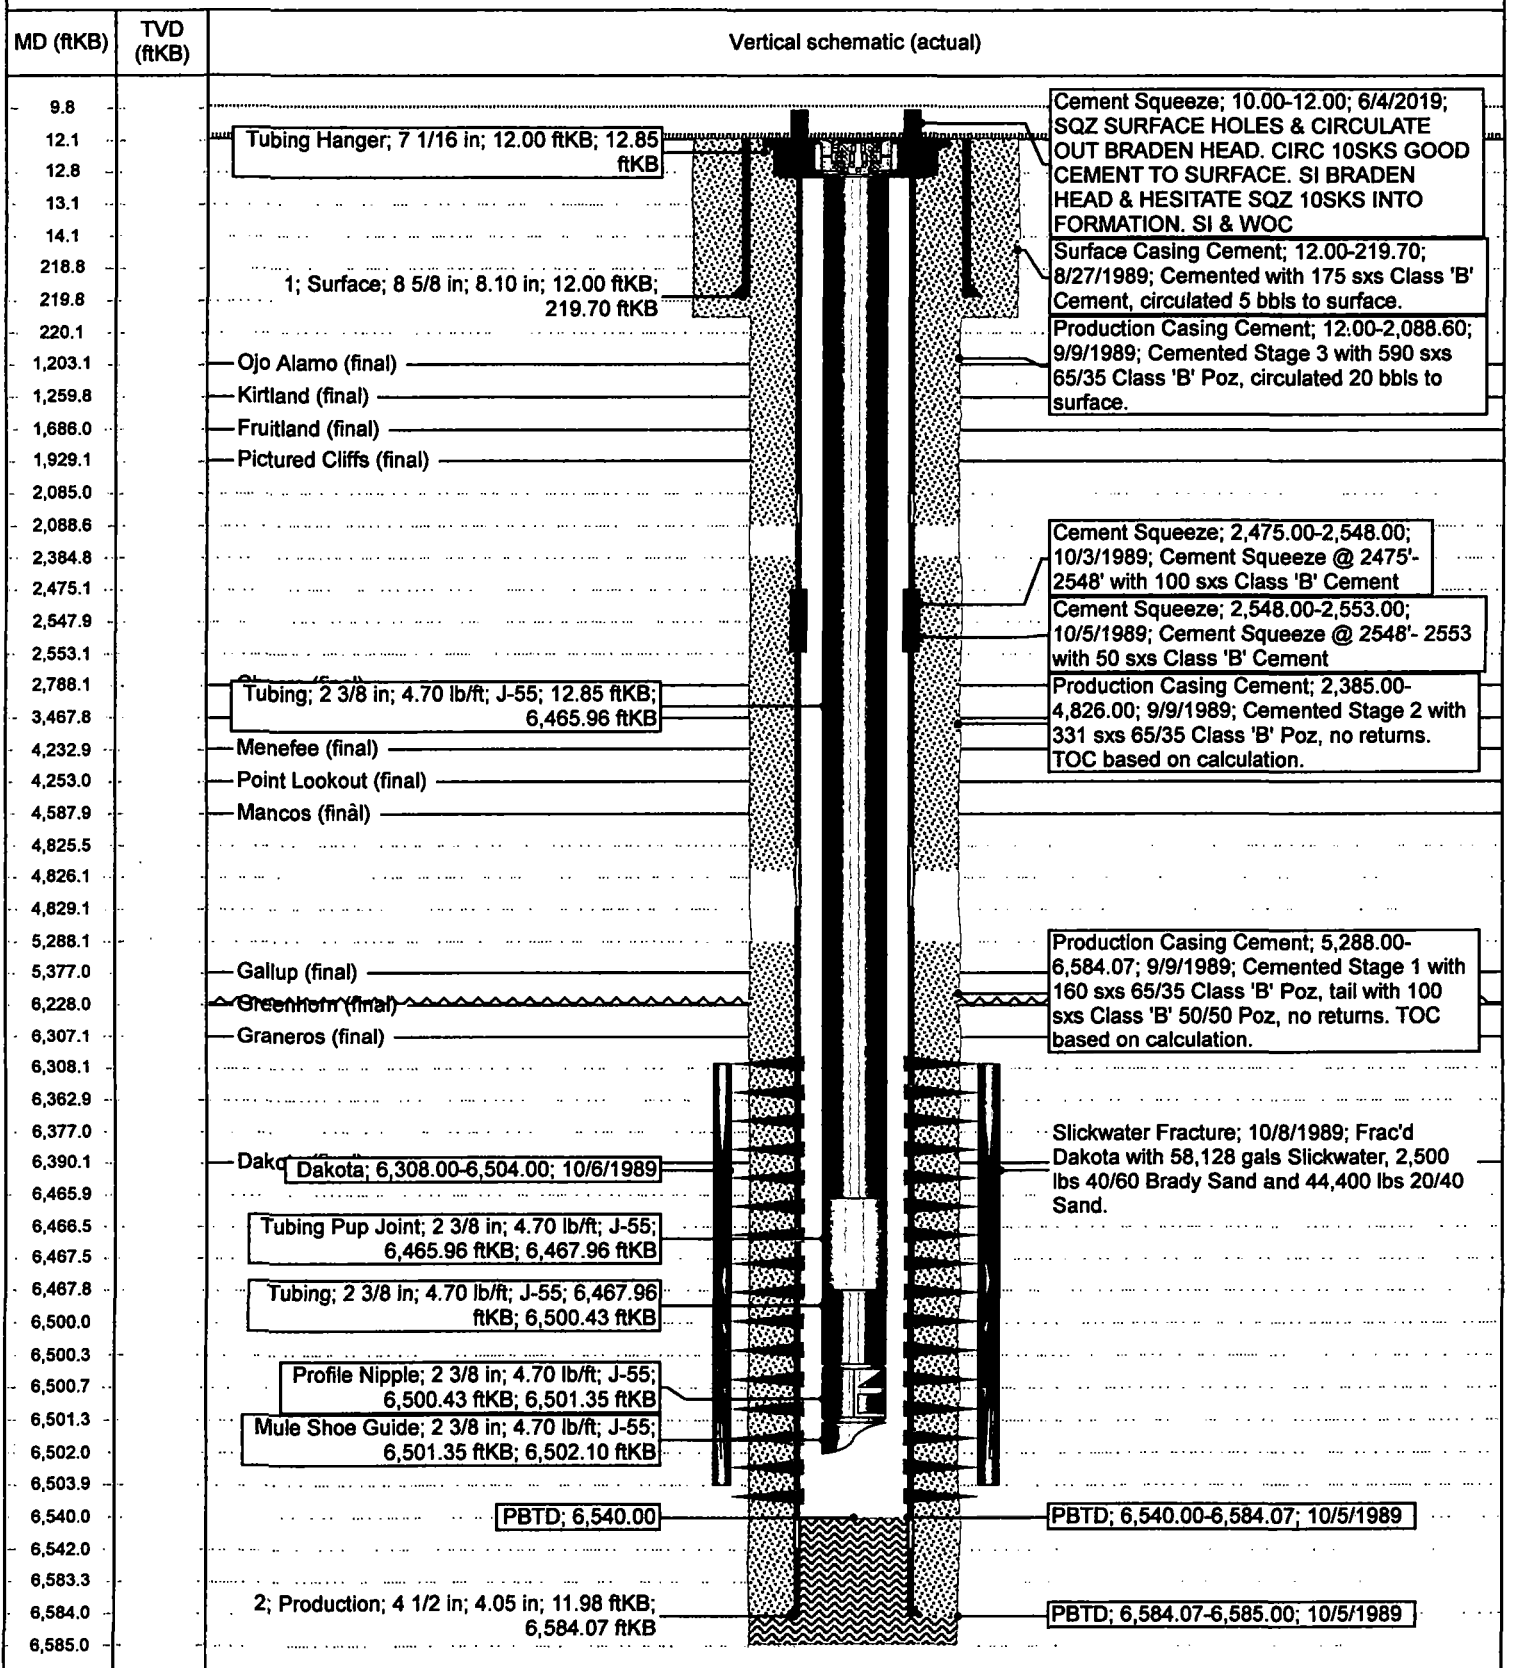 MD (ftKB)
TVD
(ftKB)
Vertical schematic (actual)
9.8
12.1
12.8
13.1
14.1
218.8
219.8
220.1
1,203.1
1,259.8
1,686.0
1,929.1
2,085.0
2,088.6
2,384.8
2,475.1
2,547.9
2,553.1
2,788.1
3,467.8
4,232.9
4,253.0
4,587.9
4,825.5
4,826.1
4,829.1
5,288.1
5,377.0
6,228.0
6,307.1
6,308.1
6,362.9
6,377.0
6,390.1
6,465.9
6,466.5
6,467.5
6,467.8
6,500.0
6,500.3
6,500.7
6,501.3
6,502.0
6,503.9
6,540.0
6,542.0
6,583.3
6,584.0
6,585.0
Tubing Hanger; 7 1/16 in; 12.00 ftKB; 12.85
ftKB
1; Surface; 8 5/8 in; 8.10 in; 12.00 ftKB;
219.70 ftKB
Ojo Alamo (final)
Kirtland (final)
Fruitland (final)
Pictured Cliffs (final)
Tubing; 2 3/8 in; 4.70 lb/ft; J-55; 12.85 ftKB;
6,465.96 ftKB
Menefee (final)
Point Lookout (final)
Mancos (final)
Gallup (final)
Greenhorn (final)
Graneros (final)
Dakota; 6,308.00-6,504.00; 10/6/1989
Tubing Pup Joint; 2 3/8 in; 4.70 lb/ft; J-55;
6,465.96 ftKB; 6,467.96 ftKB
Tubing; 2 3/8 in; 4.70 lb/ft; J-55; 6,467.96
ftKB; 6,500.43 ftKB
Profile Nipple; 2 3/8 in; 4.70 lb/ft; J-55;
6,500.43 ftKB; 6,501.35 ftKB
Mule Shoe Guide; 2 3/8 in; 4.70 lb/ft; J-55;
6,501.35 ftKB; 6,502.10 ftKB
PBTD; 6,540.00
2; Production; 4 1/2 in; 4.05 in; 11.98 ftKB;
6,584.07 ftKB
Cement Squeeze; 10.00-12.00; 6/4/2019;
SQZ SURFACE HOLES & CIRCULATE
OUT BRADEN HEAD. CIRC 10SKS GOOD
CEMENT TO SURFACE. SI BRADEN
HEAD & HESITATE SQZ 10SKS INTO
FORMATION. SI & WOC
Surface Casing Cement; 12.00-219.70;
8/27/1989; Cemented with 175 sxs Class 'B'
Cement, circulated 5 bbls to surface.
Production Casing Cement; 12.00-2,088.60;
9/9/1989; Cemented Stage 3 with 590 sxs
65/35 Class 'B' Poz, circulated 20 bbls to
surface.
Cement Squeeze; 2,475.00-2,548.00;
10/3/1989; Cement Squeeze @ 2475'-
2548' with 100 sxs Class 'B' Cement
Cement Squeeze; 2,548.00-2,553.00;
10/5/1989; Cement Squeeze @ 2548'- 2553
with 50 sxs Class 'B' Cement
Production Casing Cement; 2,385.00-
4,826.00; 9/9/1989; Cemented Stage 2 with
331 sxs 65/35 Class 'B' Poz, no returns.
TOC based on calculation.
Production Casing Cement; 5,288.00-
6,584.07; 9/9/1989; Cemented Stage 1 with
160 sxs 65/35 Class 'B' Poz, tail with 100
sxs Class 'B' 50/50 Poz, no returns. TOC
based on calculation.
Slickwater Fracture; 10/8/1989; Frac'd
Dakota with 58,128 gals Slickwater, 2,500
lbs 40/60 Brady Sand and 44,400 lbs 20/40
Sand.
PBTD; 6,540.00-6,584.07; 10/5/1989
PBTD; 6,584.07-6,585.00; 10/5/1989